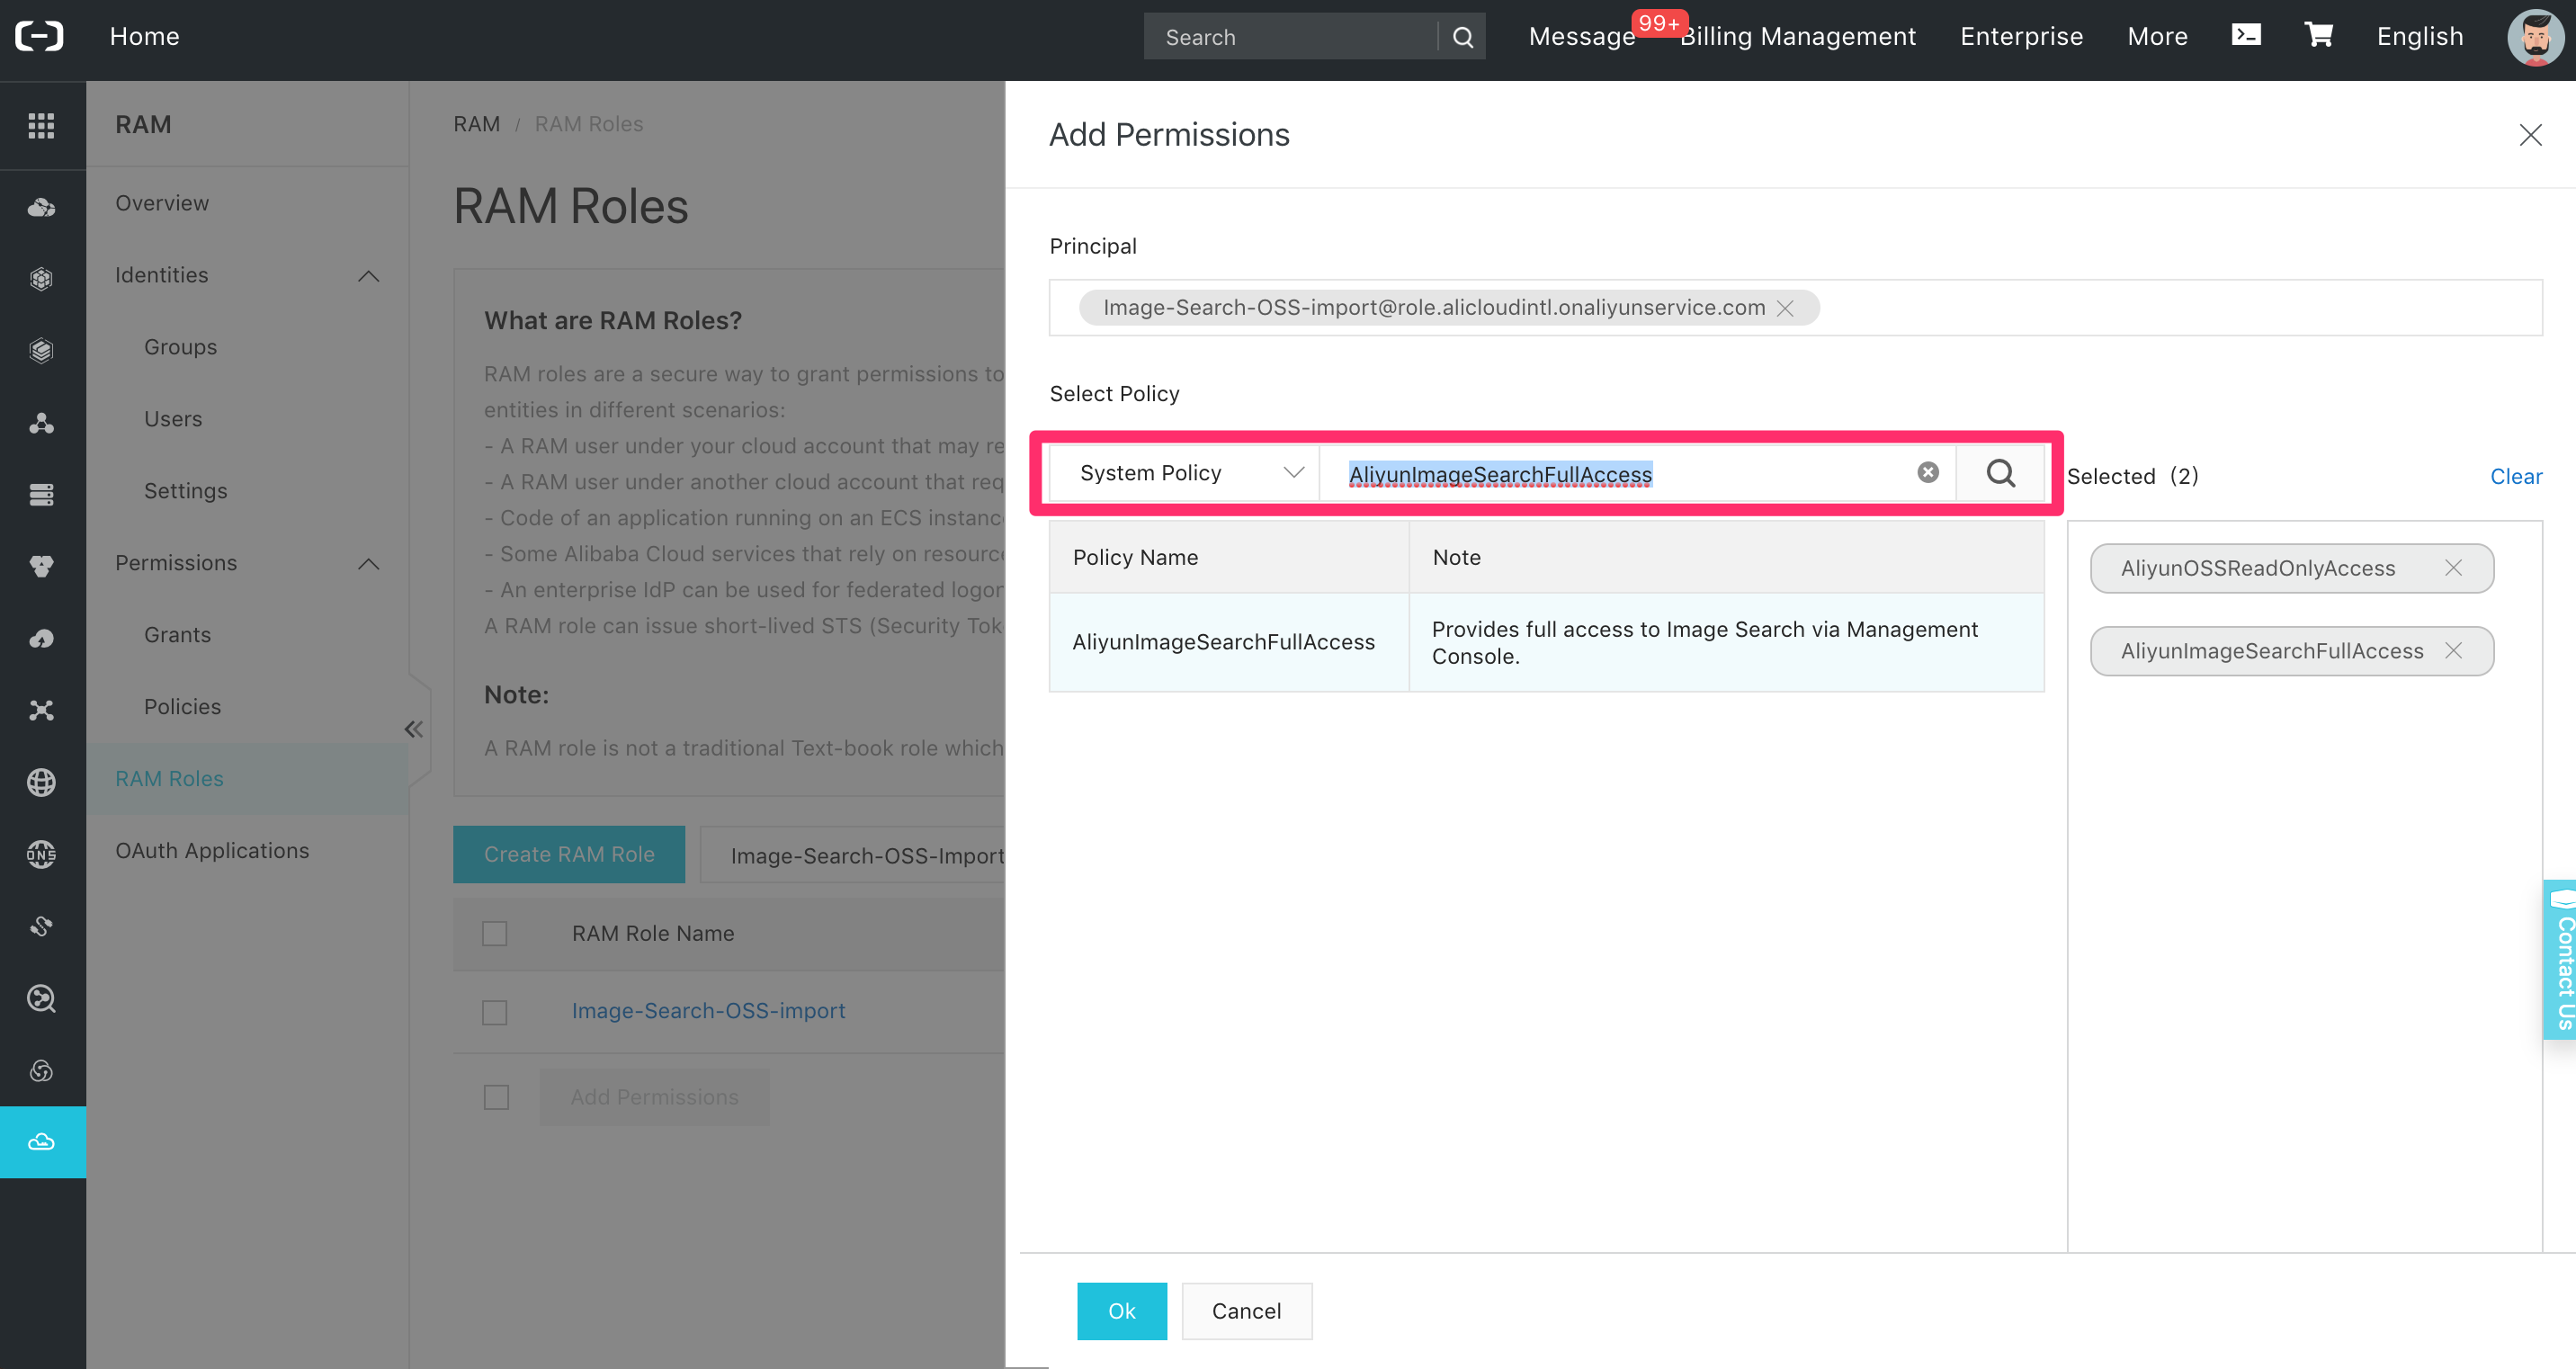 Home
Search
Message
99+
Billing Management
Enterprise
More
English
RAM
Overview
Identities
Groups
Users
Settings
Permissions
Grants
Policies
RAM Roles
OAuth Applications
RAM / RAM Roles
RAM Roles
What are RAM Roles?
RAM roles are a secure way to grant permissions to
entities in different scenarios:
- A RAM user under your cloud account that may re
- A RAM user under another cloud account that req
- Code of an application running on an ECS instance
- Some Alibaba Cloud services that rely on resource
- An enterprise IdP can be used for federated logon
A RAM role can issue short-lived STS (Security Tok
Note:
A RAM role is not a traditional Text-book role which
Create RAM Role
Image-Search-OSS-Import
RAM Role Name
Image-Search-OSS-import
Add Permissions
Add Permissions
Principal
Image-Search-OSS-import@role.alicloudintl.onaliyunservice.com
Select Policy
System Policy
AliyunImageSearchFullAccess
Policy Name
Note
AliyunImageSearchFullAccess
Provides full access to Image Search via Management
Console.
Selected (2)
Clear
AliyunOSSReadOnlyAccess
AliyunImageSearchFullAccess
Contact Us
Ok
Cancel
DNS